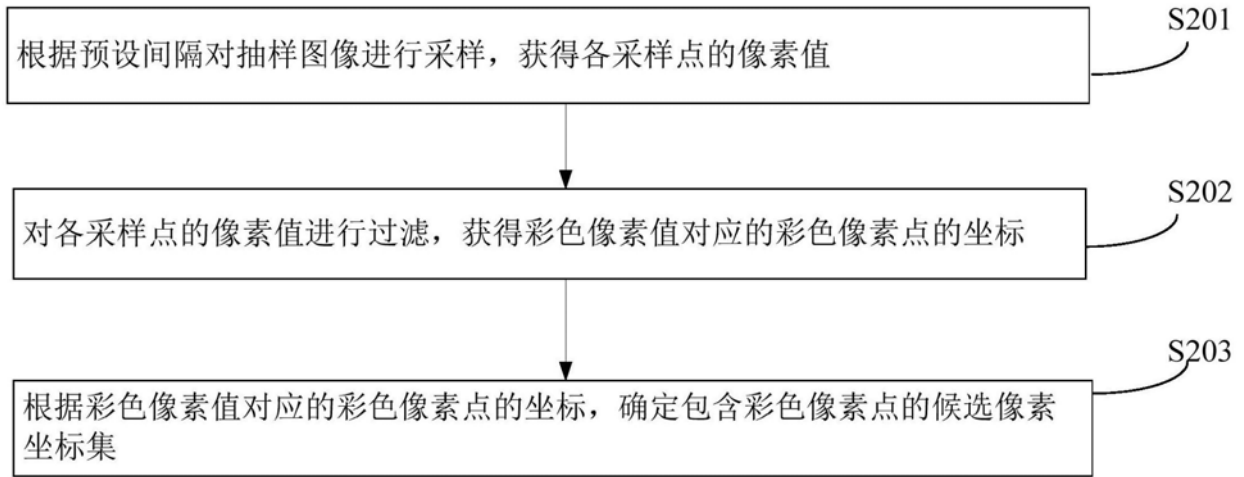 S201
根据预设间隔对抽样图像进行采样，获得各采样点的像素值
S202
对各采样点的像素值进行过滤，获得彩色像素值对应的彩色像素点的坐标
S203
根据彩色像素值对应的彩色像素点的坐标，确定包含彩色像素点的候选像素
坐标集